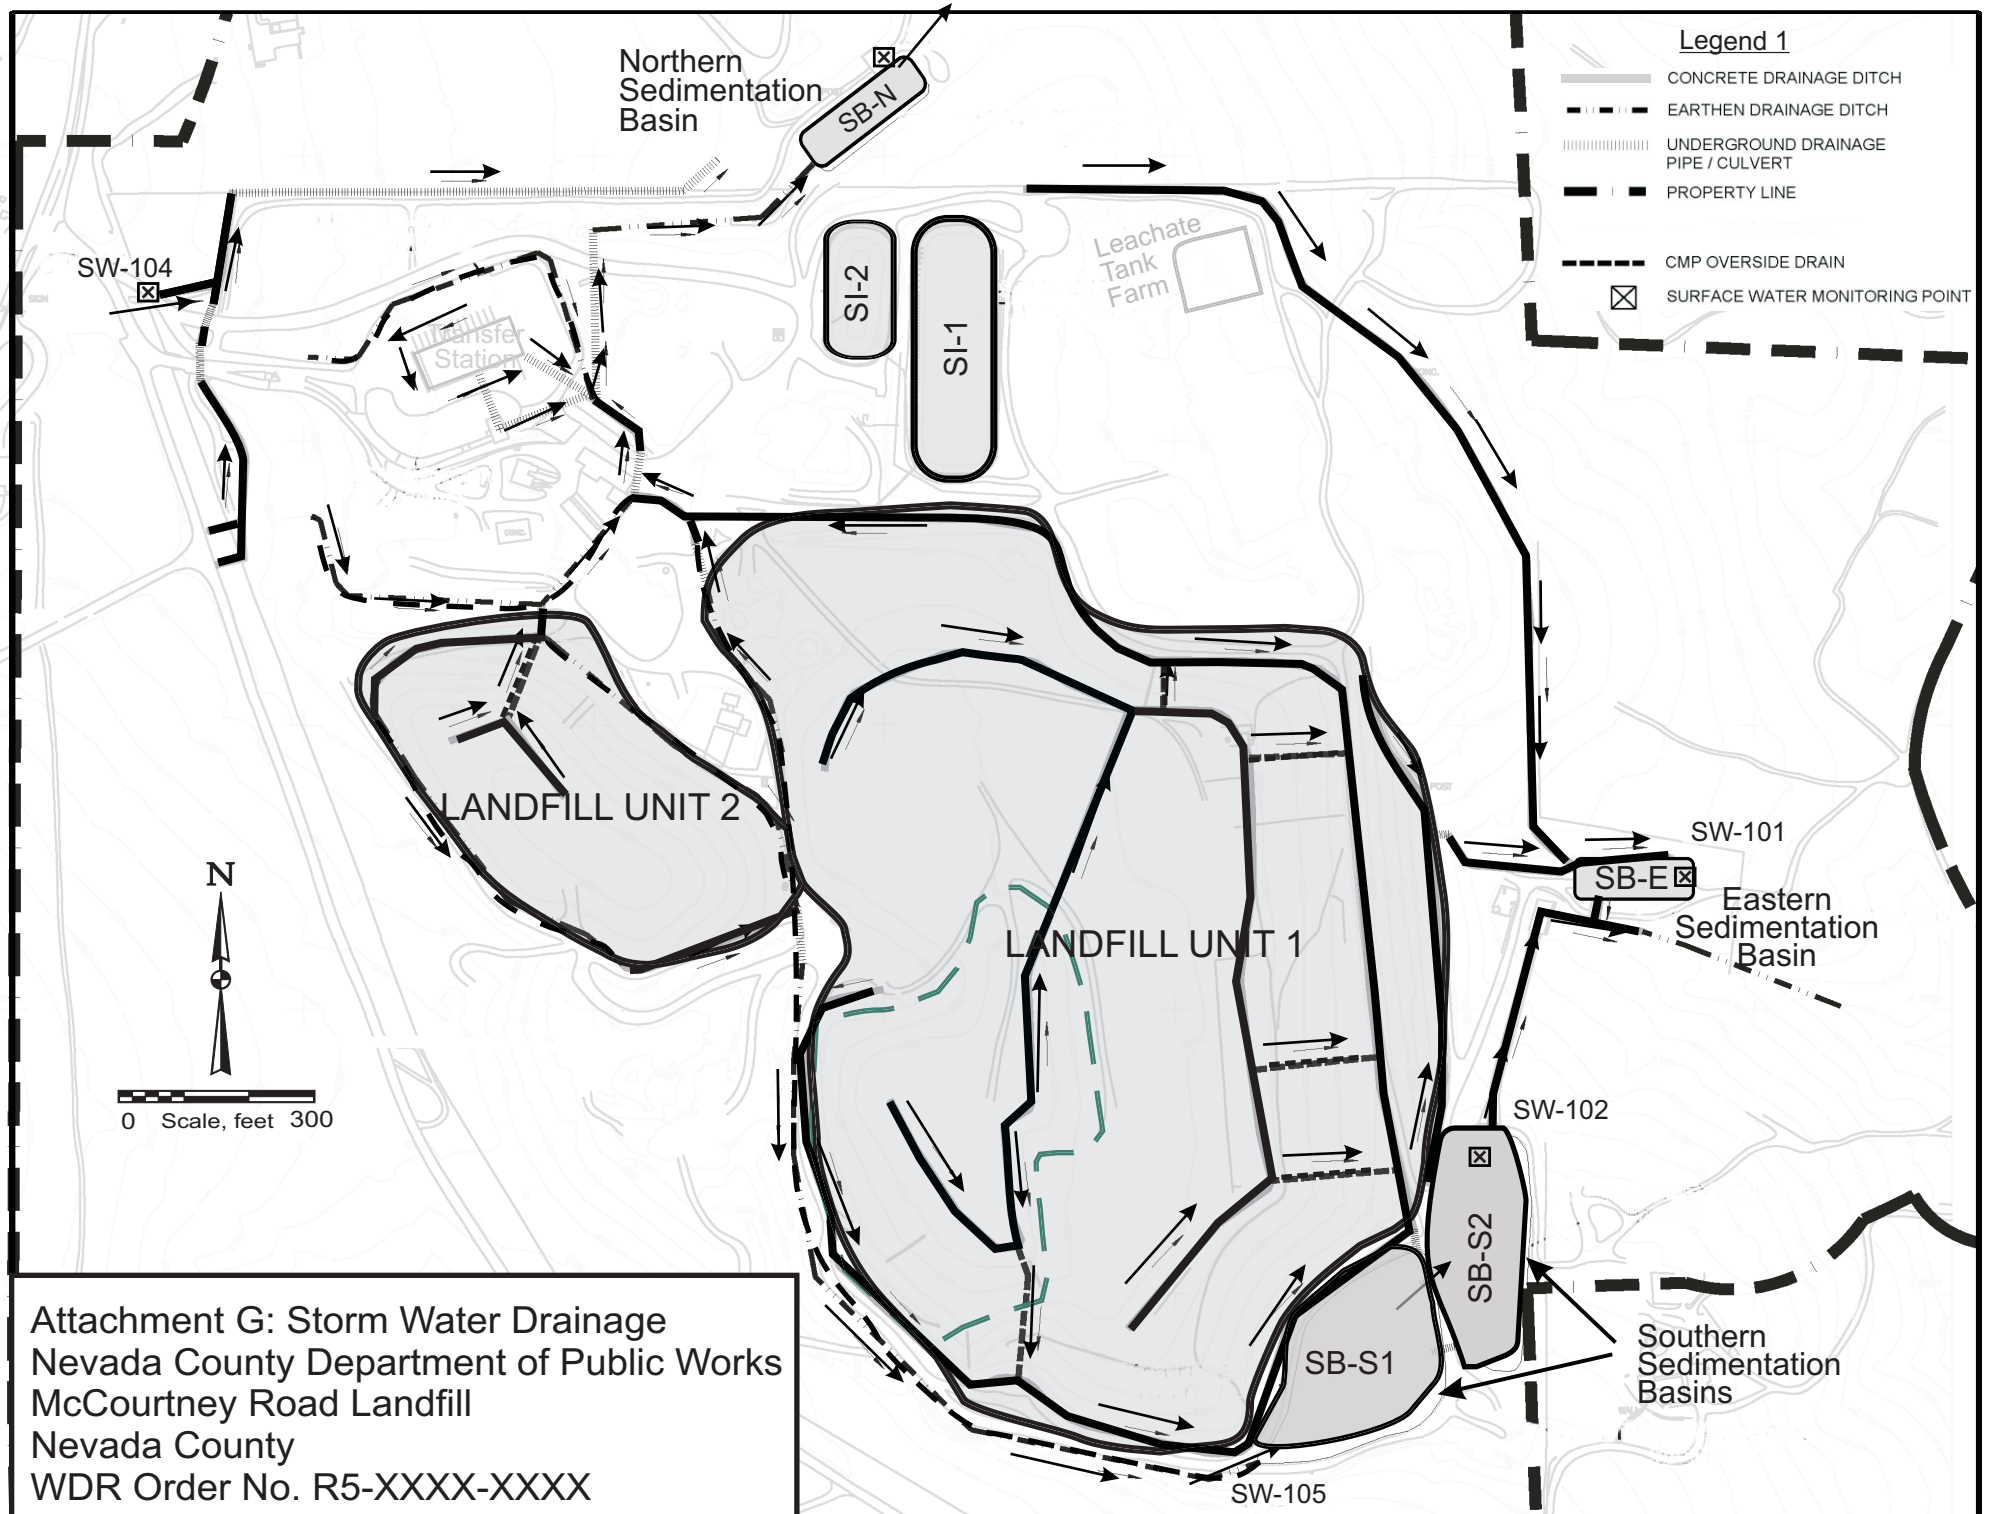 Northern
Sedimentation
Basin
SB-N
Legend 1
CONCRETE DRAINAGE DITCH
EARTHEN DRAINAGE DITCH
UNDERGROUND DRAINAGE
PIPE / CULVERT
PROPERTY LINE
CMP OVERSIDE DRAIN
SURFACE WATER MONITORING POINT
SW-104
SIGN
SI-2
SI-1
Leachate
Tank
Farm
Transfer
Station
CONC.
CONC.
POST
LANDFILL UNIT 2
LANDFILL UNIT 1
SW-101
SB-E
Eastern
Sedimentation
Basin
N
0 Scale, feet 300
SW-102
SB-S2
SB-S1
Southern
Sedimentation
Basins
SW-105
Attachment G: Storm Water Drainage
Nevada County Department of Public Works
McCourtney Road Landfill
Nevada County
WDR Order No. R5-XXXX-XXXX